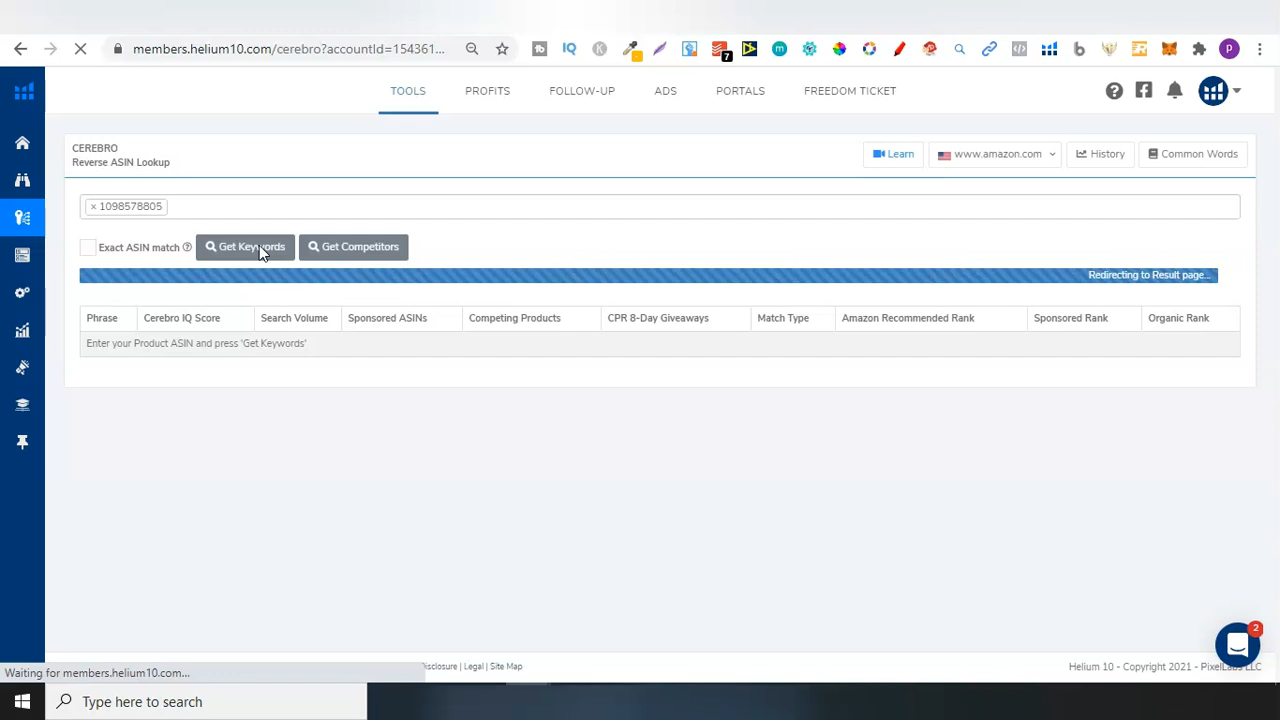 members.helium10.com/cerebro?accountId=154361...
7
P
TOOLS
PROFITS
FOLLOW-UP
ADS
PORTALS
FREEDOM TICKET
CEREBRO
Reverse ASIN Lookup
Learn
www.amazon.com
History
Common Words
× 1098578805
Exact ASIN match
Get Keywords
Get Competitors
Redirecting to Result page...
Phrase
Cerebro IQ Score
Search Volume
Sponsored ASINs
Competing Products
CPR 8-Day Giveaways
Match Type
Amazon Recommended Rank
Sponsored Rank
Organic Rank
Enter your Product ASIN and press 'Get Keywords'
2
Waiting for members.helium10.com...
Disclosure | Legal | Site Map
Helium 10 - Copyright 2021 - PixelLabs LLC
Type here to search